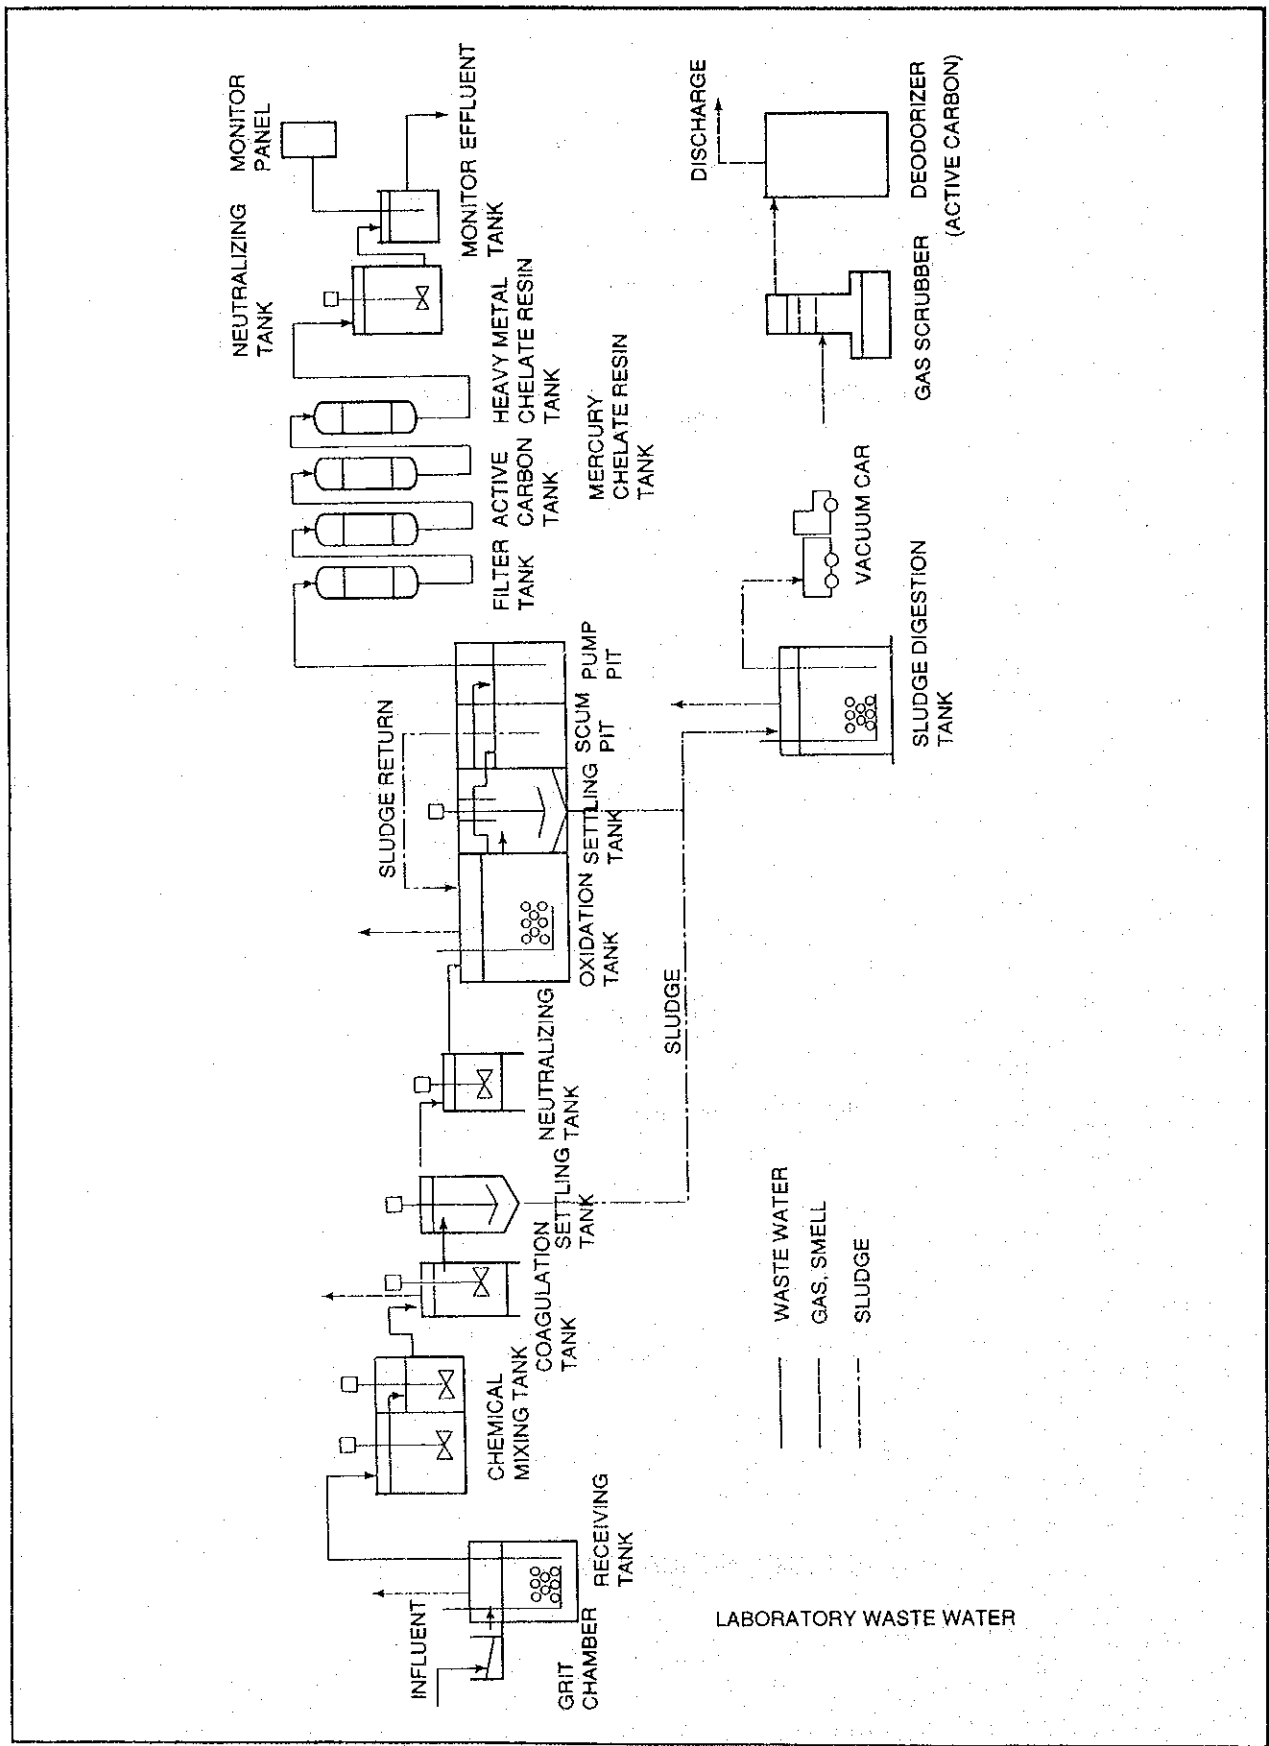 INFLUENT
GRIT
CHAMBER
RECEIVING
TANK
CHEMICAL
MIXING TANK
COAGULATION
TANK
SETTLING
TANK
NEUTRALIZING
TANK
OXIDATION
TANK
SLUDGE RETURN
SETTLING
TANK
SCUM
PIT
PUMP
PIT
FILTER
TANK
ACTIVE
CARBON
TANK
MERCURY
CHELATE RESIN
TANK
HEAVY METAL
CHELATE RESIN
TANK
NEUTRALIZING
TANK
MONITOR
PANEL
MONITOR EFFLUENT
TANK
SLUDGE
SLUDGE DIGESTION
TANK
VACUUM CAR
GAS SCRUBBER
DISCHARGE
DEODORIZER
(ACTIVE CARBON)
WASTE WATER
GAS, SMELL
SLUDGE
LABORATORY WASTE WATER